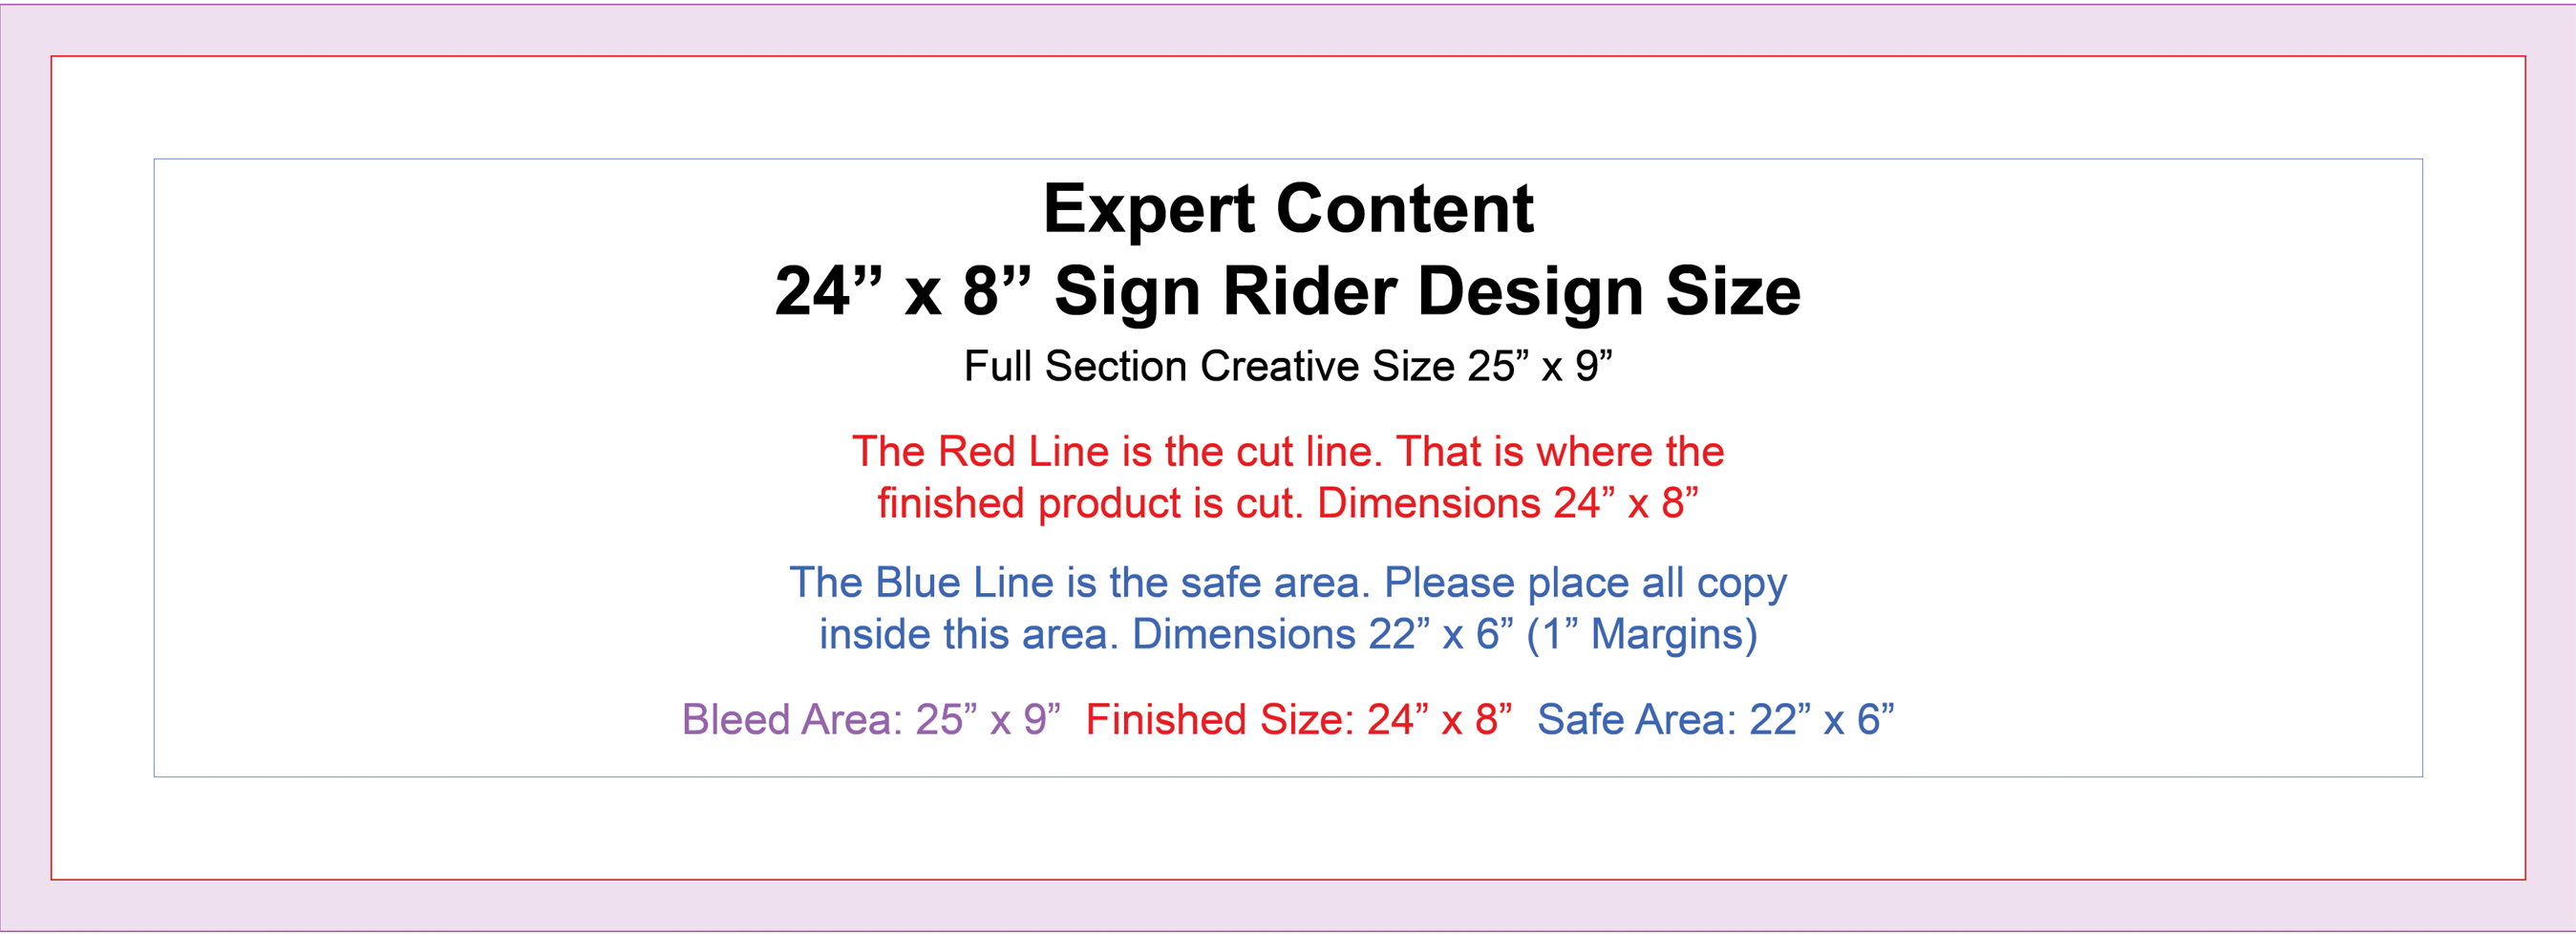 Expert Content
24” x 8” Sign Rider Design Size
Full Section Creative Size 25” x 9”
The Red Line is the cut line. That is where the
finished product is cut. Dimensions 24” x 8”
The Blue Line is the safe area. Please place all copy
inside this area. Dimensions 22” x 6” (1” Margins)
Bleed Area: 25” x 9” Finished Size: 24” x 8” Safe Area: 22” x 6”